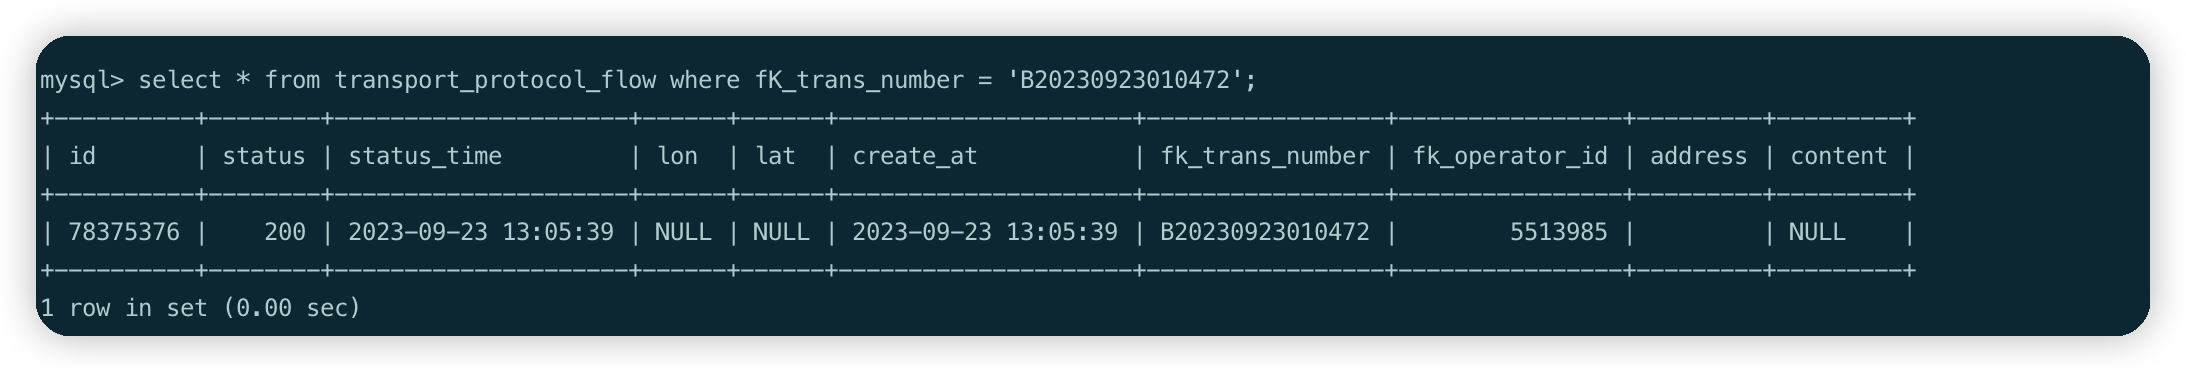 mysql> select * from transport_protocol_flow where fK_trans_number = 'B20230923010472';
+----------+--------+---------------------+------+------+---------------------+-----------------+----------------+---------+---------+
| id       | status | status_time         | lon  | lat  | create_at           | fk_trans_number | fk_operator_id | address | content |
+----------+--------+---------------------+------+------+---------------------+-----------------+----------------+---------+---------+
| 78375376 |    200 | 2023-09-23 13:05:39 | NULL | NULL | 2023-09-23 13:05:39 | B20230923010472 |        5513985 |         | NULL    |
+----------+--------+---------------------+------+------+---------------------+-----------------+----------------+---------+---------+
1 row in set (0.00 sec)